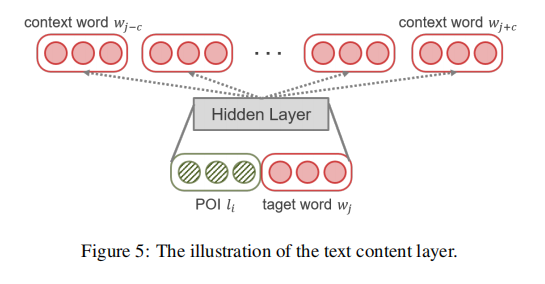 context word w_{j-c} context word w_{j+c}
. . .
Hidden Layer
POI l_i taget word w_j
Figure 5: The illustration of the text content layer.